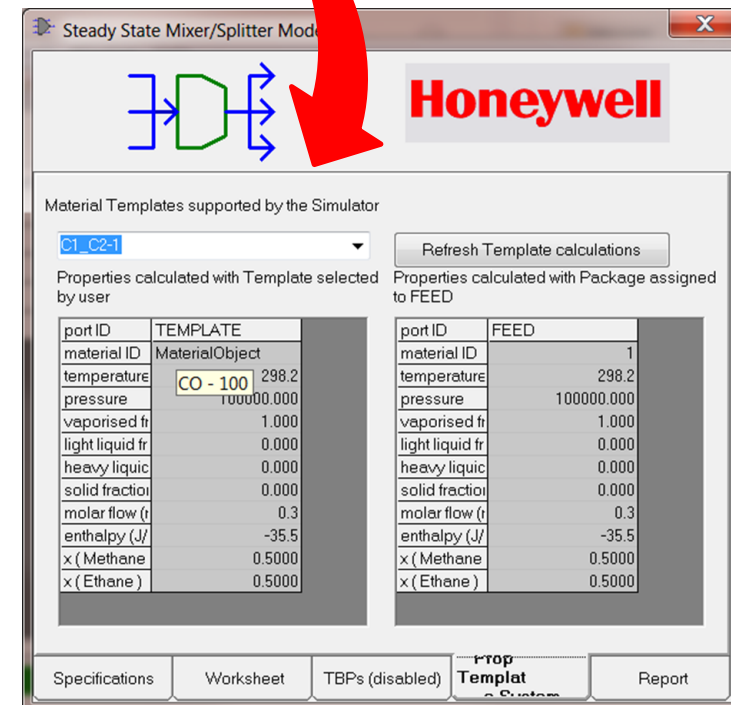 Steady State Mixer/Splitter Mod
X
Honeywell
Material Templates supported by the Simulator
C1_C2-1
Refresh Template calculations
Properties calculated with Template selected
by user
Properties calculated with Package assigned
to FEED
port ID TEMPLATE
material ID MaterialObject
temperature 298.2
pressure 100000.000
vaporised fr 1.000
light liquid fr 0.000
heavy liquic 0.000
solid fraction 0.000
molar flow (r 0.3
enthalpy (J/ -35.5
x ( Methane 0.5000
x ( Ethane ) 0.5000
CO - 100
port ID FEED
material ID 1
temperature 298.2
pressure 100000.000
vaporised fr 1.000
light liquid fr 0.000
heavy liquic 0.000
solid fraction 0.000
molar flow (r 0.3
enthalpy (J/ -35.5
x ( Methane 0.5000
x ( Ethane ) 0.5000
Specifications
Worksheet
TBPs (disabled)
Prop
Templat
Report